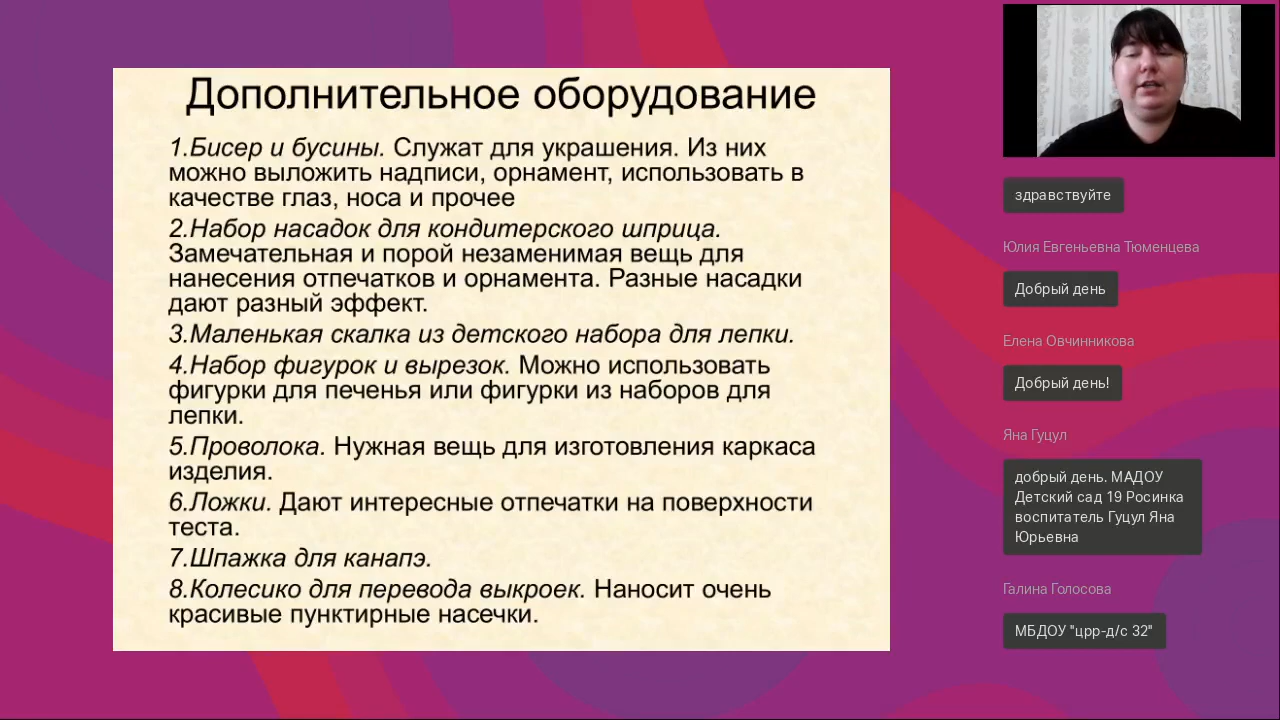 Дополнительное оборудование
1.Бисер и бусины. Служат для украшения. Из них
можно выложить надписи, орнамент, использовать в
качестве глаз, носа и прочее
2.Набор насадок для кондитерского шприца.
Замечательная и порой незаменимая вещь для
нанесения отпечатков и орнамента. Разные насадки
дают разный эффект.
3.Маленькая скалка из детского набора для лепки.
4.Набор фигурок и вырезок. Можно использовать
фигурки для печенья или фигурки из наборов для
лепки.
5.Проволока. Нужная вещь для изготовления каркаса
изделия.
6.Ложки. Дают интересные отпечатки на поверхности
теста.
7.Шпажка для канапэ.
8.Колесико для перевода выкроек. Наносит очень
красивые пунктирные насечки.
здравствуйте
Юлия Евгеньевна Тюменцева
Добрый день
Елена Овчинникова
Добрый день!
Яна Гуцул
добрый день. МАДОУ
Детский сад 19 Росинка
воспитатель Гуцул Яна
Юрьевна
Галина Голосова
МБДОУ "црр-д/с 32"